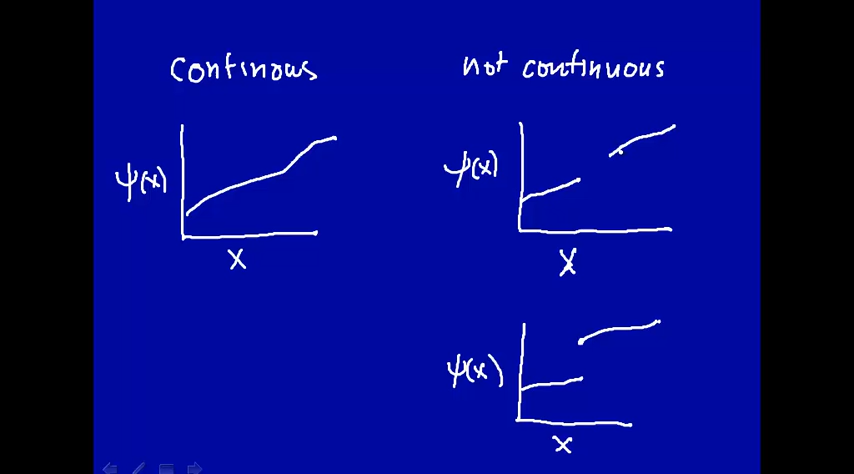 continous
not continuous
ψ(x)
ψ(x)
x
x
ψ(x)
x